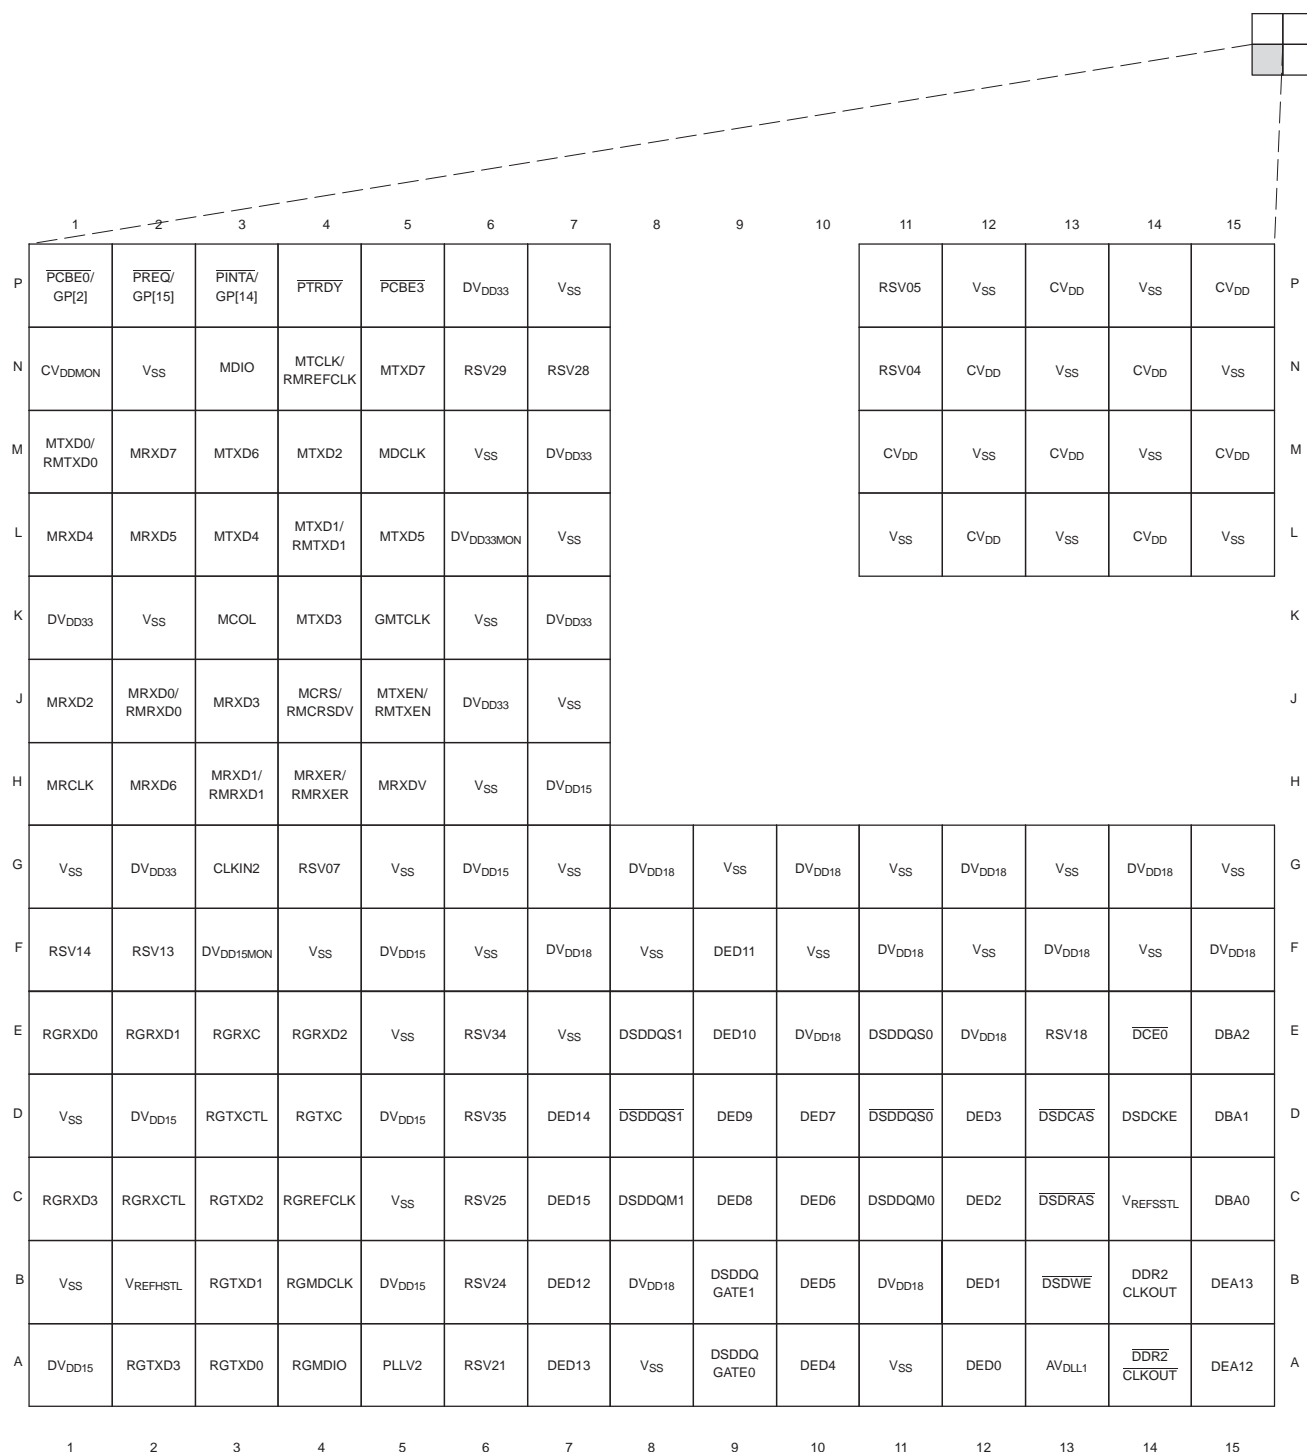 1 2 3 4 5 6 7 8 9 10 11 12 13 14 15
P PCBE0/ GP[2] PREQ/ GP[15] PINTA/ GP[14] PTRDY PCBE3 DVDD33 VSS RSV05 VSS CVDD VSS CVDD P
N CVDDMON VSS MDIO MTCLK/ RMREFCLK MTXD7 RSV29 RSV28 RSV04 CVDD VSS CVDD VSS N
M MTXD0/ RMTXD0 MRXD7 MTXD6 MTXD2 MDCLK VSS DVDD33 CVDD VSS CVDD VSS CVDD M
L MRXD4 MRXD5 MTXD4 MTXD1/ RMTXD1 MTXD5 DVDD33MON VSS VSS CVDD VSS CVDD VSS L
K DVDD33 VSS MCOL MTXD3 GMTCLK VSS DVDD33 K
J MRXD2 MRXD0/ RMRXD0 MRXD3 MCRS/ RMCRSDV MTXEN/ RMTXEN DVDD33 VSS J
H MRCLK MRXD6 MRXD1/ RMRXD1 MRXER/ RMRXER MRXDV VSS DVDD15 H
G VSS DVDD33 CLKIN2 RSV07 VSS DVDD15 VSS DVDD18 VSS DVDD18 VSS DVDD18 VSS DVDD18 VSS G
F RSV14 RSV13 DVDD15MON VSS DVDD15 VSS DVDD18 VSS DED11 VSS DVDD18 VSS DVDD18 VSS DVDD18 F
E RGRXD0 RGRXD1 RGRXC RGRXD2 VSS RSV34 VSS DSDDQS1 DED10 DVDD18 DSDDQS0 DVDD18 RSV18 DCE0 DBA2 E
D VSS DVDD15 RGTXCTL RGTXC DVDD15 RSV35 DED14 DSDDQS1 DED9 DED7 DSDDQS0 DED3 DSDCAS DSDCKE DBA1 D
C RGRXD3 RGRXCTL RGTXD2 RGREFCLK VSS RSV25 DED15 DSDDQM1 DED8 DED6 DSDDQM0 DED2 DSDRAS VREFSSTL DBA0 C
B VSS VREFHSTL RGTXD1 RGMDCLK DVDD15 RSV24 DED12 DVDD18 DSDDQ GATE1 DED5 DVDD18 DED1 DSDWE DDR2 CLKOUT DEA13 B
A DVDD15 RGTXD3 RGTXD0 RGMDIO PLLV2 RSV21 DED13 VSS DSDDQ GATE0 DED4 VSS DED0 AVDLL1 DDR2 CLKOUT DEA12 A
1 2 3 4 5 6 7 8 9 10 11 12 13 14 15